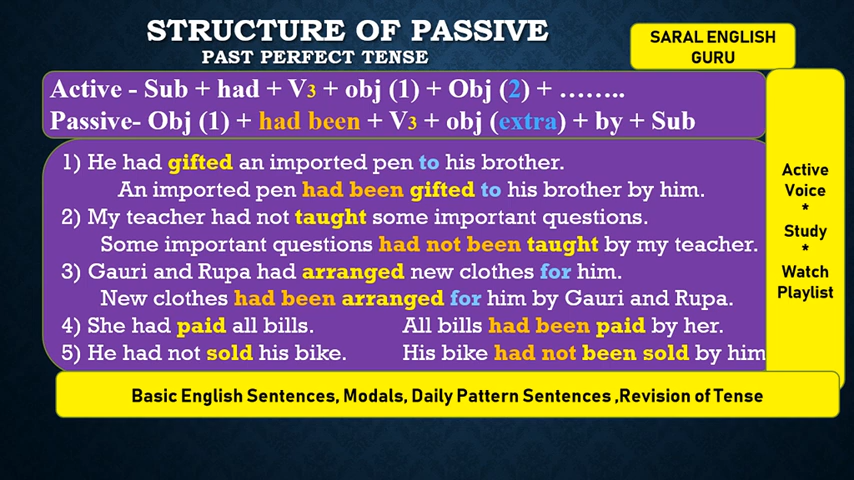 STRUCTURE OF PASSIVE
PAST PERFECT TENSE
SARAL ENGLISH
GURU
Active - Sub + had + V3 + obj (1) + Obj (2) + ……..
Passive- Obj (1) + had been + V3 + obj (extra) + by + Sub
1) He had gifted an imported pen to his brother.
An imported pen had been gifted to his brother by him.
2) My teacher had not taught some important questions.
Some important questions had not been taught by my teacher.
3) Gauri and Rupa had arranged new clothes for him.
New clothes had been arranged for him by Gauri and Rupa.
4) She had paid all bills. All bills had been paid by her.
5) He had not sold his bike. His bike had not been sold by him
Active
Voice
*
Study
*
Watch
Playlist
Basic English Sentences, Modals, Daily Pattern Sentences ,Revision of Tense